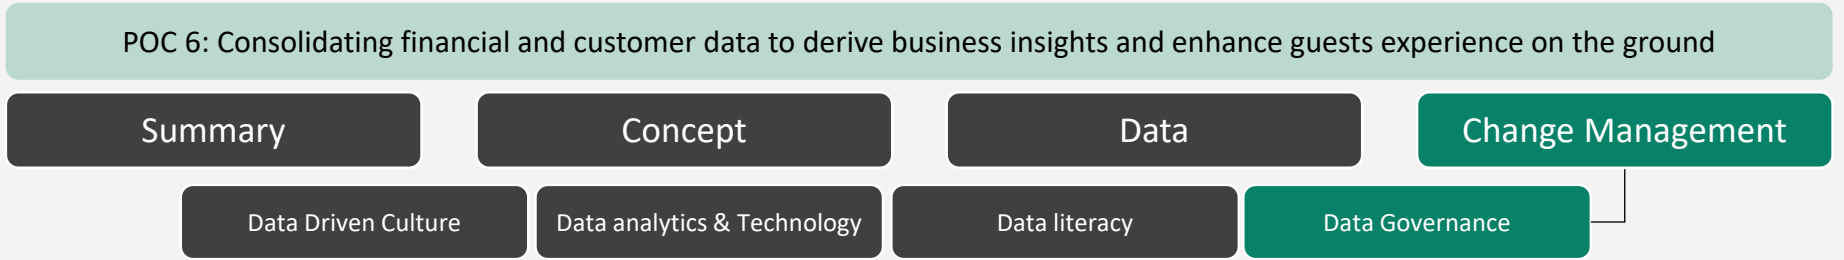 POC 6: Consolidating financial and customer data to derive business insights and enhance guests experience on the ground
Summary
Concept
Data
Change Management
Data Driven Culture
Data analytics & Technology
Data literacy
Data Governance